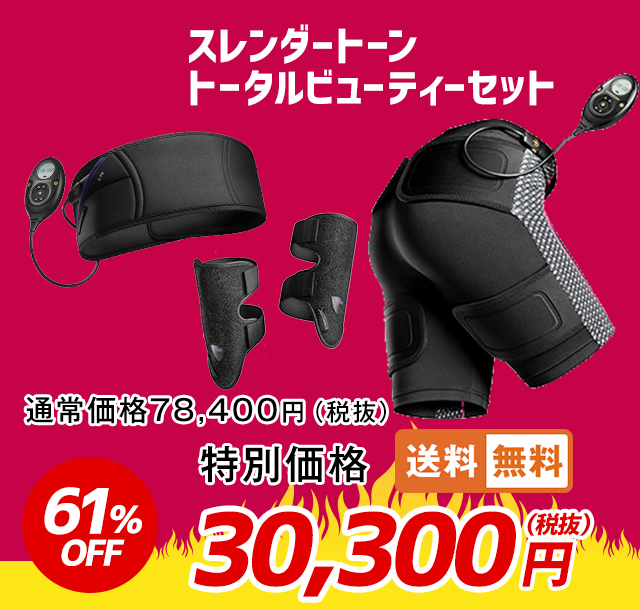 スレンダートーン
トータルビューティーセット
通常価格78,400円（税抜）
特別価格
送料無料
61%
OFF
30,300円（税抜）